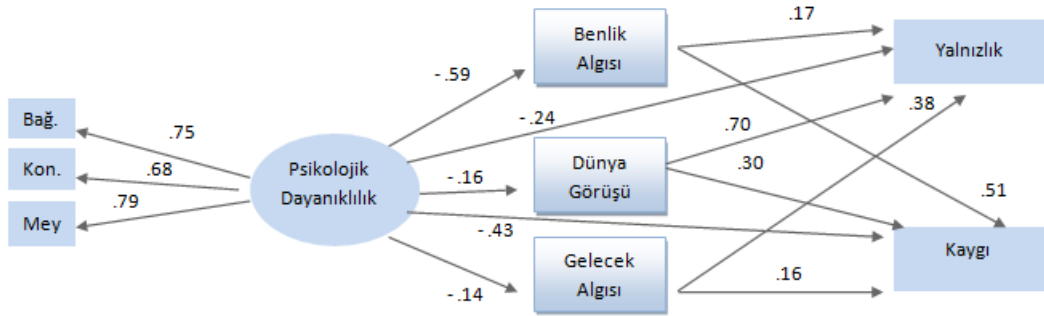 .17
Benlik
Algısı
Yalnızlık
- .59
.38
Bağ.
- .24
.75
.70
Kon.
.68
Psikolojik
Dayanıklılık
Dünya
Görüşü
.30
- .16
.79
.51
Mey
- .43
Kaygı
Gelecek
Algısı
.16
- .14